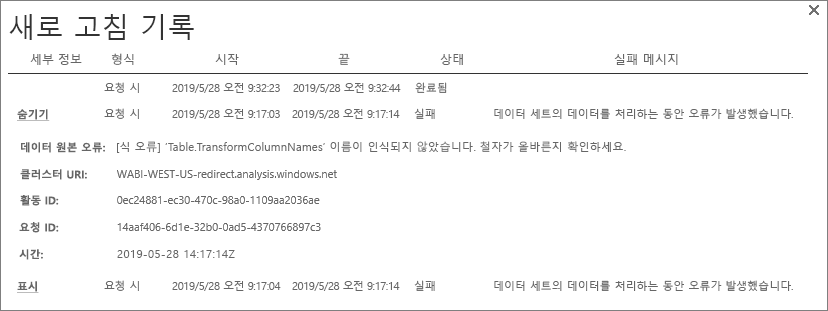 새로 고침 기록
세부 정보 형식 시작 끝 상태 실패 메시지
요청 시 2019/5/28 오전 9:32:23 2019/5/28 오전 9:32:44 완료됨
숨기기 요청 시 2019/5/28 오전 9:17:03 2019/5/28 오전 9:17:14 실패 데이터 세트의 데이터를 처리하는 동안 오류가 발생했습니다.
데이터 원본 오류: [식 오류] 'Table.TransformColumnNames' 이름이 인식되지 않았습니다. 철자가 올바른지 확인하세요.
클러스터 URI: WABI-WEST-US-redirect.analysis.windows.net
활동 ID: 0ec24881-ec30-470c-98a0-1109aa2036ae
요청 ID: 14aaf406-6d1e-32b0-0ad5-4370766897c3
시간: 2019-05-28 14:17:14Z
표시 요청 시 2019/5/28 오전 9:17:04 2019/5/28 오전 9:17:14 실패 데이터 세트의 데이터를 처리하는 동안 오류가 발생했습니다.